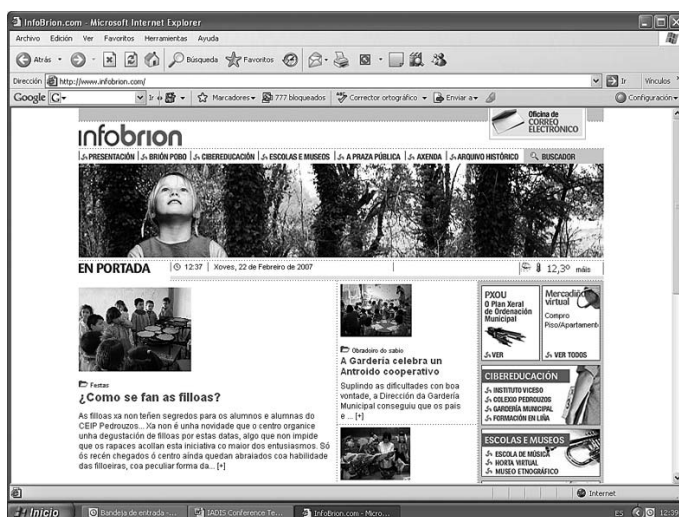 InfoBrion.com - Microsoft Internet Explorer
Archivo Edición Ver Favoritos Herramientas Ayuda
Atrás Búsqueda Favoritos
Dirección http://www.infobrion.com/ Ir Vínculos
Google G Ir Marcadores 777 bloqueados Corrector ortográfico Enviar a Configuración
Oficina de
CORREO
ELECTRONICO
infobrion
PRESENTACIÓN BRIÓN POBO CIBEREDUCACIÓN ESCOLAS E MUSEOS A PRAZA PÚBLICA AXENDA ARQUIVO HISTÓRICO BUSCADOR
EN PORTADA 12:37 Xoves, 22 de Febreiro de 2007 12,3º máis
Festas
¿Como se fan as filloas?
As filloas xa non teñen segredos para os alumnos e alumnas do
CEIP Pedrouzos... Xa non é unha novidade que o centro organice
unha degustación de filloas por estas datas, algo que non impide
que os rapaces acollan esta iniciativa co maior dos entusiasmos. Só
ós recén chegados ó centro aínda quedan abraiados coa habilidade
das filloeiras, coa peculiar forma da... [+]
Obradoiro do sabio
A Gardería celebra un
Antroido cooperativo
Suplindo as dificultades con boa
vontade, a Dirección da Gardería
Municipal conseguiu que os pais
e ... [+]
PXOU
O Plan Xeral
de Ordenación
Municipal
VER
Mercadiño
virtual
Compro
Piso/Apartament
VER TODOS
CIBEREDUCACIÓN
INSTITUTO VICESO
COLEXIO PEDROUZOS
GARDERÍA MUNICIPAL
FORMACIÓN EN LIÑA
ESCOLAS E MUSEOS
ESCOLA DE MÚSICA
HORTA VIRTUAL
MUSEO ETNOGRÁFICO
Internet
Inicio Bandeja de entrada -... IADIS Conference Te... InfoBrion.com - Micro... ES 12:39